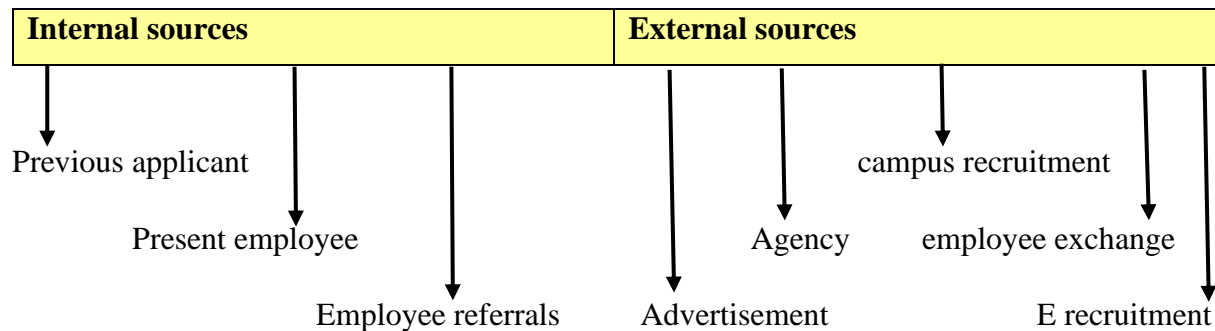 Internal sources External sources
Previous applicant campus recruitment
Present employee Agency employee exchange
Employee referrals Advertisement E recruitment